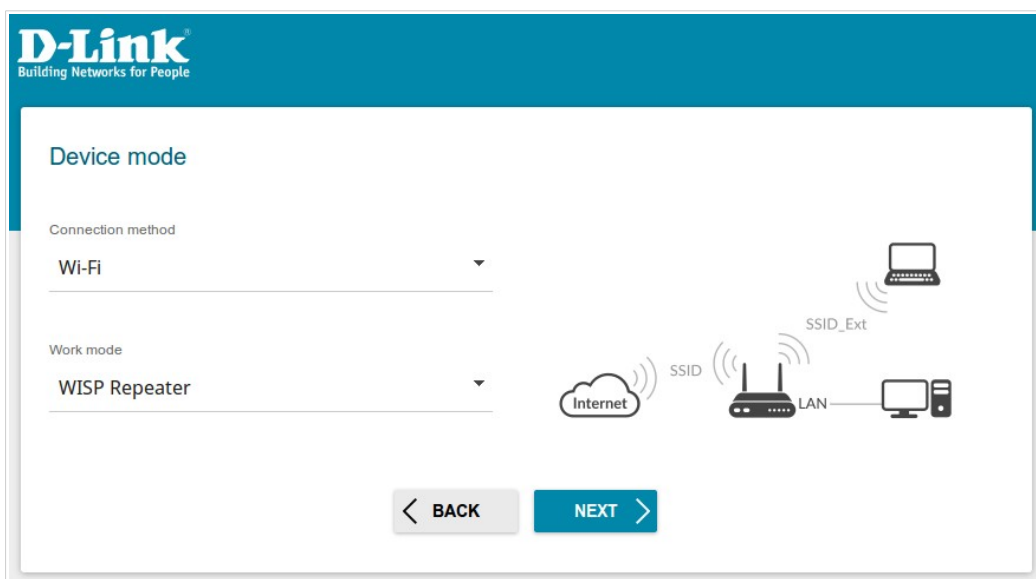 D-Link
Building Networks for People
Device mode
Connection method
Wi-Fi
Work mode
WISP Repeater
SSID_Ext
SSID
Internet
LAN
BACK
NEXT